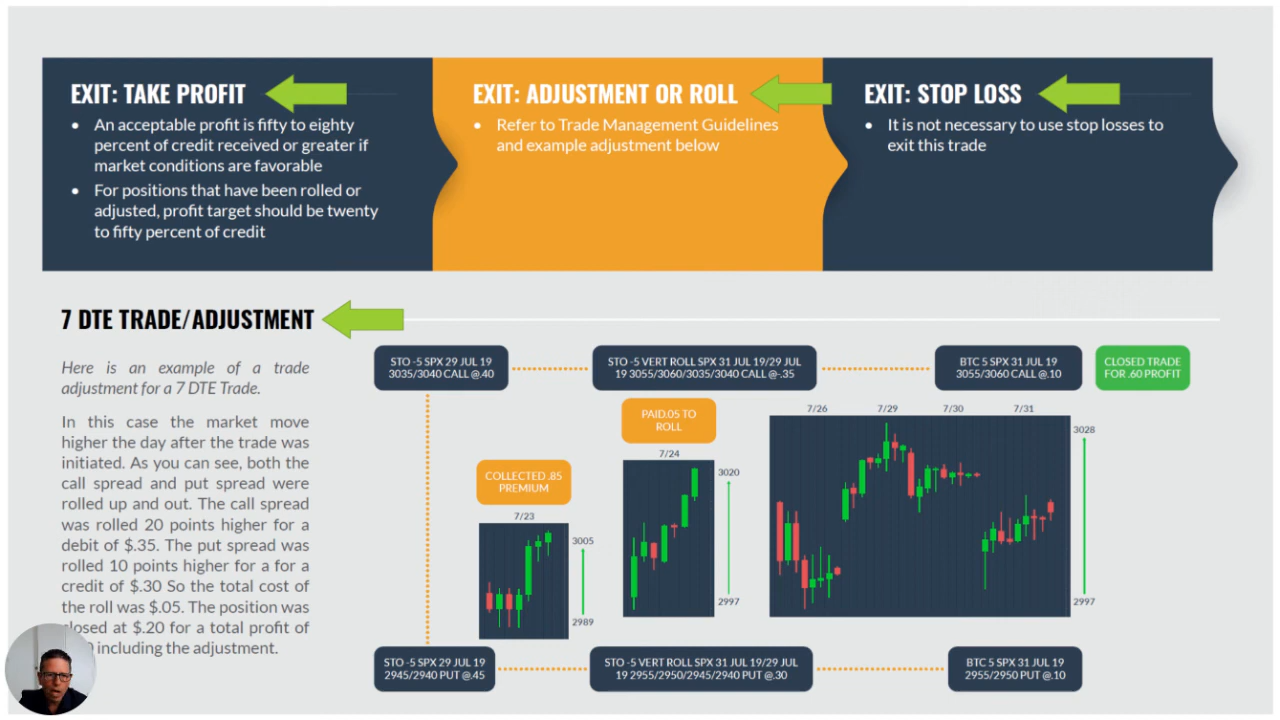 EXIT: TAKE PROFIT
• An acceptable profit is fifty to eighty
percent of credit received or greater if
market conditions are favorable
• For positions that have been rolled or
adjusted, profit target should be twenty
to fifty percent of credit
EXIT: ADJUSTMENT OR ROLL
• Refer to Trade Management Guidelines
and example adjustment below
EXIT: STOP LOSS
• It is not necessary to use stop losses to
exit this trade
7 DTE TRADE/ADJUSTMENT
Here is an example of a trade
adjustment for a 7 DTE Trade.
In this case the market move
higher the day after the trade was
initiated. As you can see, both the
call spread and put spread were
rolled up and out. The call spread
was rolled 20 points higher for a
debit of $.35. The put spread was
rolled 10 points higher for a for a
credit of $.30 So the total cost of
the roll was $.05. The position was
closed at $.20 for a total profit of
including the adjustment.
STO -5 SPX 29 JUL 19
3035/3040 CALL @.40
STO -5 VERT ROLL SPX 31 JUL 19/29 JUL
19 3055/3060/3035/3040 CALL @-.35
BTC 5 SPX 31 JUL 19
3055/3060 CALL @.10
CLOSED TRADE
FOR .60 PROFIT
COLLECTED .85
PREMIUM
7/23
3005
2989
PAID.05 TO
ROLL
7/24
3020
2997
7/26
7/29
7/30
7/31
3028
2997
STO -5 SPX 29 JUL 19
2945/2940 PUT @.45
STO -5 VERT ROLL SPX 31 JUL 19/29 JUL
19 2955/2950/2945/2940 PUT @.30
BTC 5 SPX 31 JUL 19
2955/2950 PUT @.10